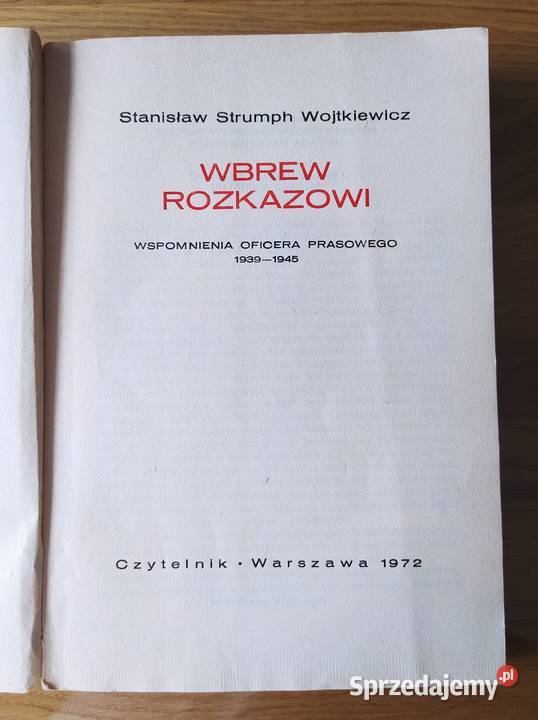 Stanisław Strumph Wojtkiewicz
WBREW
ROZKAZOWI
WSPOMNIENIA OFICERA PRASOWEGO
1939—1945
Czytelnik • Warszawa 1972
Sprzedajemy.pl